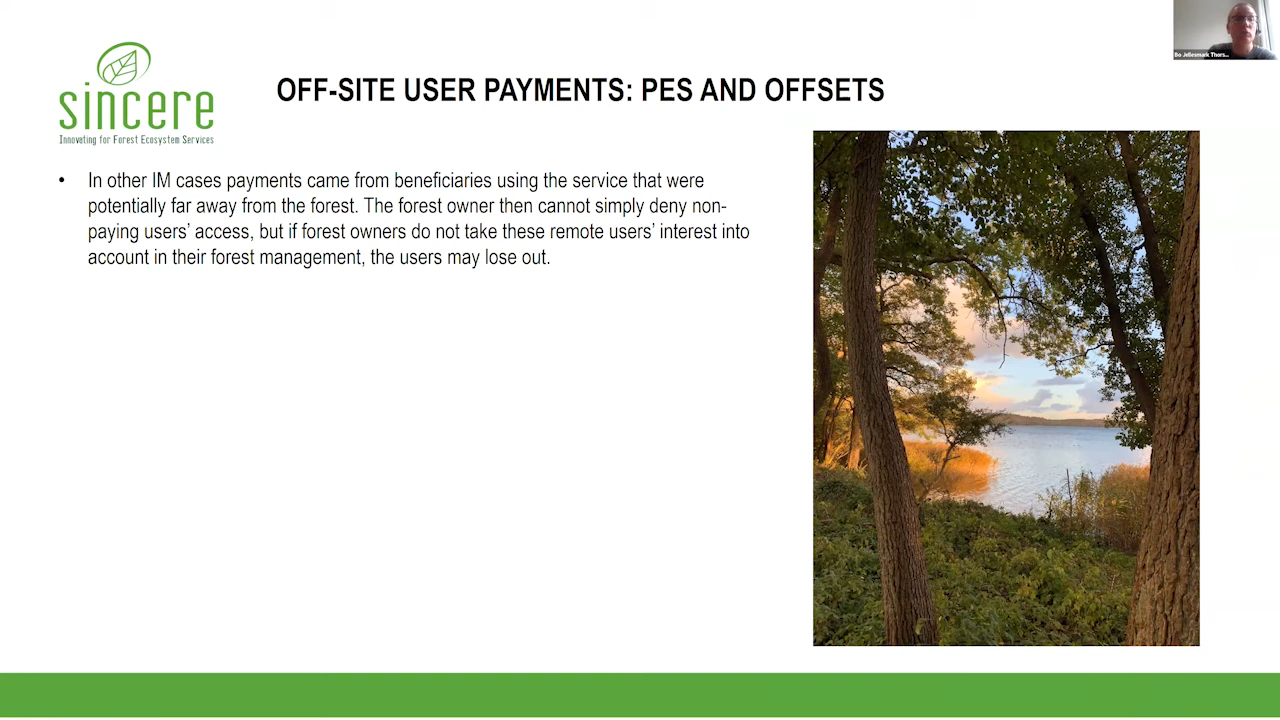 Bo Jellesmark Thors...
sincere
Innovating for Forest Ecosystem Services
OFF-SITE USER PAYMENTS: PES AND OFFSETS
• In other IM cases payments came from beneficiaries using the service that were
potentially far away from the forest. The forest owner then cannot simply deny non-
paying users’ access, but if forest owners do not take these remote users’ interest into
account in their forest management, the users may lose out.